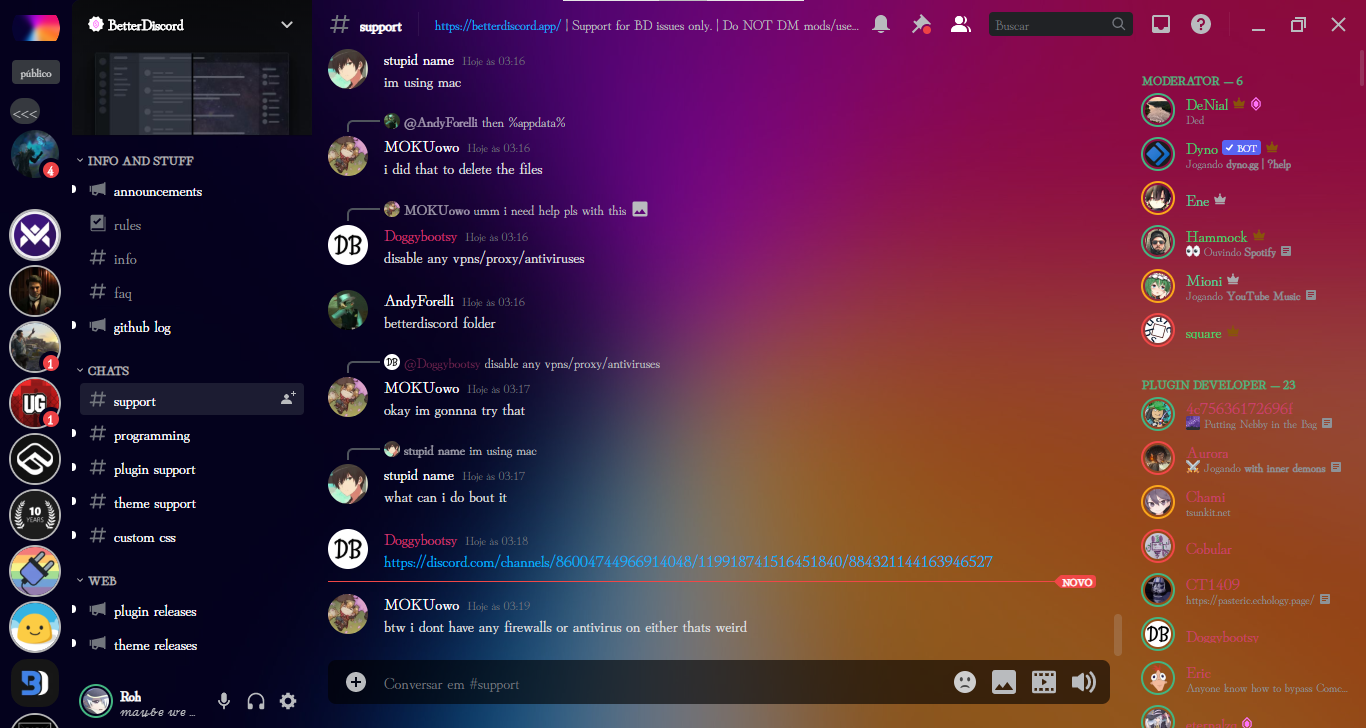 público
<<<
4
1
UG
1
10
YEARS
BetterDiscord
INFO AND STUFF
announcements
rules
info
faq
github log
CHATS
support
programming
plugin support
theme support
custom css
WEB
plugin releases
theme releases
Roh
maybe we ...
support
https://betterdiscord.app/ | Support for BD issues only. | Do NOT DM mods/use...
Buscar
stupid name Hoje às 03:16
im using mac
@AndyForelli then %appdata%
MOKUowo Hoje às 03:16
i did that to delete the files
MOKUowo umm i need help pls with this
DB
Doggybootsy Hoje às 03:16
disable any vpns/proxy/antiviruses
AndyForelli Hoje às 03:16
betterdiscord folder
DB @Doggybootsy disable any vpns/proxy/antiviruses
MOKUowo Hoje às 03:17
okay im gonnna try that
stupid name im using mac
stupid name Hoje às 03:17
what can i do bout it
DB
Doggybootsy Hoje às 03:18
https://discord.com/channels/86004744966914048/119918741516451840/884321144163946527
NOVO
MOKUowo Hoje às 03:19
btw i dont have any firewalls or antivirus on either thats weird
Conversar em #support
MODERATOR — 6
DeNial
Ded
Dyno BOT
Jogando dyno.gg | ?help
Ene
Hammock
Ouvindo Spotify
Mioni
Jogando YouTube Music
square
PLUGIN DEVELOPER — 23
4c75636172696f
Putting Nebby in the Bag
Aurora
Jogando with inner demons
Chami
tsunkit.net
Cobular
CT1409
https://pasteric.echology.page/
DB
Doggybootsy
Eric
Anyone know how to bypass Comc...
eternalzo